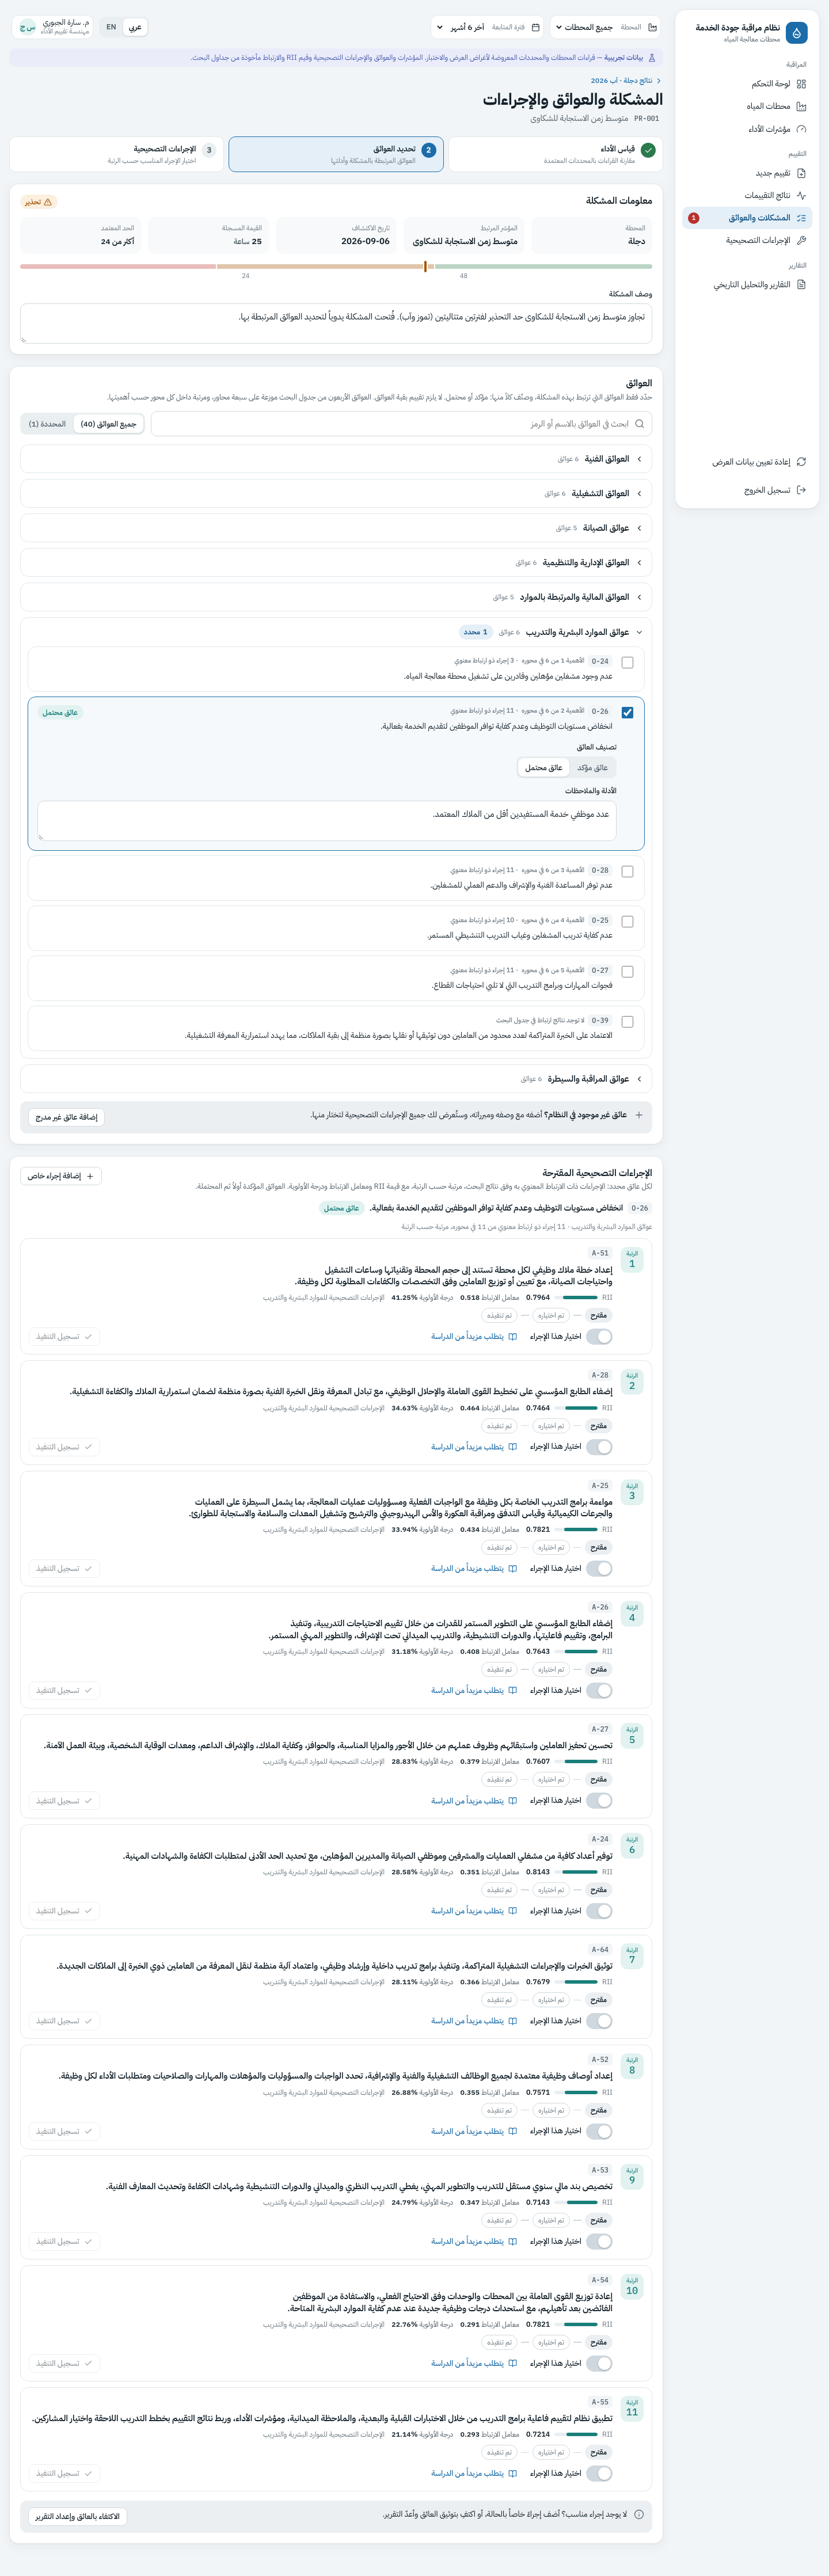 نظام مراقبة جودة الخدمة
محطات معالجة المياه
المراقبة
لوحة التحكم
محطات المياه
مؤشرات الأداء
التقييم
تقييم جديد
نتائج التقييمات
المشكلات والعوائق
1
الإجراءات التصحيحية
التقارير
التقارير والتحليل التاريخي
إعادة تعيين بيانات العرض
تسجيل الخروج
المحطة جميع المحطات
فترة المتابعة آخر 6 أشهر
عربي EN
م. سارة الجبوري
مهندسة تقييم الأداء
س ج
بيانات تجريبية — قراءات المحطات والمحددات المعروضة لأغراض العرض والاختبار. المؤشرات والعوائق والإجراءات التصحيحية وقيم RII والارتباط مأخوذة من جداول البحث.
نتائج دجلة · آب 2026
المشكلة والعوائق والإجراءات
PR-001 متوسط زمن الاستجابة للشكاوى
قياس الأداء
مقارنة القراءات بالمحددات المعتمدة
2 تحديد العوائق
العوائق المرتبطة بالمشكلة وأدلتها
3 الإجراءات التصحيحية
اختيار الإجراء المناسب حسب الرتبة
معلومات المشكلة
تحذير
المحطة
دجلة
المؤشر المرتبط
متوسط زمن الاستجابة للشكاوى
تاريخ الاكتشاف
2026-09-06
القيمة المسجلة
25 ساعة
الحد المعتمد
أكثر من 24
48
24
وصف المشكلة
تجاوز متوسط زمن الاستجابة للشكاوى حد التحذير لفترتين متتاليتين (تموز وآب). فُتحت المشكلة يدوياً لتحديد العوائق المرتبطة بها.
العوائق
حدّد فقط العوائق التي ترتبط بهذه المشكلة، وصنّف كلاً منها: مؤكد أو محتمل. لا يلزم تقييم بقية العوائق. العوائق الأربعون من جدول البحث موزعة على سبعة محاور، ومرتبة داخل كل محور حسب أهميتها.
ابحث في العوائق بالاسم أو الرمز
جميع العوائق (40)
المحددة (1)
العوائق الفنية 6 عوائق
العوائق التشغيلية 6 عوائق
عوائق الصيانة 5 عوائق
العوائق الإدارية والتنظيمية 6 عوائق
العوائق المالية والمرتبطة بالموارد 5 عوائق
عوائق الموارد البشرية والتدريب 6 عوائق 1 محدد
O-24 الأهمية 1 من 6 في محوره · 3 إجراء ذو ارتباط معنوي
عدم وجود مشغلين مؤهلين وقادرين على تشغيل محطة معالجة المياه.
O-26 الأهمية 2 من 6 في محوره · 11 إجراء ذو ارتباط معنوي
عائق محتمل
انخفاض مستويات التوظيف وعدم كفاية توافر الموظفين لتقديم الخدمة بفعالية.
تصنيف العائق
عائق مؤكد عائق محتمل
الأدلة والملاحظات
عدد موظفي خدمة المستفيدين أقل من الملاك المعتمد.
O-28 الأهمية 3 من 6 في محوره · 11 إجراء ذو ارتباط معنوي
عدم توفر المساعدة الفنية والإشراف والدعم العملي للمشغلين.
O-25 الأهمية 4 من 6 في محوره · 10 إجراء ذو ارتباط معنوي
عدم كفاية تدريب المشغلين وغياب التدريب التنشيطي المستمر.
O-27 الأهمية 5 من 6 في محوره · 11 إجراء ذو ارتباط معنوي
فجوات المهارات وبرامج التدريب التي لا تلبي احتياجات القطاع.
O-39 لا توجد نتائج ارتباط في جدول البحث
الاعتماد على الخبرة المتراكمة لعدد محدود من العاملين دون توثيقها أو نقلها بصورة منظمة إلى بقية الملاكات، مما يهدد استمرارية المعرفة التشغيلية.
عوائق المراقبة والسيطرة 6 عوائق
عائق غير موجود في النظام؟ أضفه مع وصفه ومبرراته، وستُعرض لك جميع الإجراءات التصحيحية لتختار منها.
إضافة عائق غير مدرج
الإجراءات التصحيحية المقترحة
إضافة إجراء خاص
لكل عائق محدد: الإجراءات ذات الارتباط المعنوي به وفق نتائج البحث، مرتبة حسب الرتبة، مع قيمة RII ومعامل الارتباط ودرجة الأولوية. العوائق المؤكدة أولاً ثم المحتملة.
O-26 انخفاض مستويات التوظيف وعدم كفاية توافر الموظفين لتقديم الخدمة بفعالية. عائق محتمل
عوائق الموارد البشرية والتدريب · 11 إجراء ذو ارتباط معنوي من 11 في محوره، مرتبة حسب الرتبة
الرتبة 1
A-51
إعداد خطة ملاك وظيفي لكل محطة تستند إلى حجم المحطة وتقنياتها وساعات التشغيل
واحتياجات الصيانة، مع تعيين أو توزيع العاملين وفق التخصصات والكفاءات المطلوبة لكل وظيفة.
RII 0.7964 معامل الارتباط 0.518 درجة الأولوية 41.25% الإجراءات التصحيحية للموارد البشرية والتدريب
مقترح — تم اختياره — تم تنفيذه
اختيار هذا الإجراء يتطلب مزيداً من الدراسة تسجيل التنفيذ
الرتبة 2
A-28
إضفاء الطابع المؤسسي على تخطيط القوى العاملة والإحلال الوظيفي، مع تبادل المعرفة ونقل الخبرة الفنية بصورة منظمة لضمان استمرارية الملاك والكفاءة التشغيلية.
RII 0.7464 معامل الارتباط 0.464 درجة الأولوية 34.63% الإجراءات التصحيحية للموارد البشرية والتدريب
مقترح — تم اختياره — تم تنفيذه
اختيار هذا الإجراء يتطلب مزيداً من الدراسة تسجيل التنفيذ
الرتبة 3
A-25
مواءمة برامج التدريب الخاصة بكل وظيفة مع الواجبات الفعلية ومسؤوليات عمليات المعالجة، بما يشمل السيطرة على العمليات
والجرعات الكيميائية وقياس التدفق ومراقبة العكورة والأس الهيدروجيني والترشيح وتشغيل المعدات والسلامة والاستجابة للطوارئ.
RII 0.7821 معامل الارتباط 0.434 درجة الأولوية 33.94% الإجراءات التصحيحية للموارد البشرية والتدريب
مقترح — تم اختياره — تم تنفيذه
اختيار هذا الإجراء يتطلب مزيداً من الدراسة تسجيل التنفيذ
الرتبة 4
A-26
إضفاء الطابع المؤسسي على التطوير المستمر للقدرات من خلال تقييم الاحتياجات التدريبية، وتنفيذ
البرامج، وتقييم فاعليتها، والدورات التنشيطية، والتدريب الميداني تحت الإشراف، والتطوير المهني المستمر.
RII 0.7643 معامل الارتباط 0.408 درجة الأولوية 31.18% الإجراءات التصحيحية للموارد البشرية والتدريب
مقترح — تم اختياره — تم تنفيذه
اختيار هذا الإجراء يتطلب مزيداً من الدراسة تسجيل التنفيذ
الرتبة 5
A-27
تحسين تحفيز العاملين واستبقائهم وظروف عملهم من خلال الأجور والمزايا المناسبة، والحوافز، وكفاية الملاك، والإشراف الداعم، ومعدات الوقاية الشخصية، وبيئة العمل الآمنة.
RII 0.7607 معامل الارتباط 0.379 درجة الأولوية 28.83% الإجراءات التصحيحية للموارد البشرية والتدريب
مقترح — تم اختياره — تم تنفيذه
اختيار هذا الإجراء يتطلب مزيداً من الدراسة تسجيل التنفيذ
الرتبة 6
A-24
توفير أعداد كافية من مشغلي العمليات والمشرفين وموظفي الصيانة والمديرين المؤهلين، مع تحديد الحد الأدنى لمتطلبات الكفاءة والشهادات المهنية.
RII 0.8143 معامل الارتباط 0.351 درجة الأولوية 28.58% الإجراءات التصحيحية للموارد البشرية والتدريب
مقترح — تم اختياره — تم تنفيذه
اختيار هذا الإجراء يتطلب مزيداً من الدراسة تسجيل التنفيذ
الرتبة 7
A-64
توثيق الخبرات والإجراءات التشغيلية المتراكمة، وتنفيذ برامج تدريب داخلية وإرشاد وظيفي، واعتماد آلية منظمة لنقل المعرفة من العاملين ذوي الخبرة إلى الملاكات الجديدة.
RII 0.7679 معامل الارتباط 0.366 درجة الأولوية 28.11% الإجراءات التصحيحية للموارد البشرية والتدريب
مقترح — تم اختياره — تم تنفيذه
اختيار هذا الإجراء يتطلب مزيداً من الدراسة تسجيل التنفيذ
الرتبة 8
A-52
إعداد أوصاف وظيفية معتمدة لجميع الوظائف التشغيلية والفنية والإشرافية، تحدد الواجبات والمسؤوليات والمؤهلات والمهارات والصلاحيات ومتطلبات الأداء لكل وظيفة.
RII 0.7571 معامل الارتباط 0.355 درجة الأولوية 26.88% الإجراءات التصحيحية للموارد البشرية والتدريب
مقترح — تم اختياره — تم تنفيذه
اختيار هذا الإجراء يتطلب مزيداً من الدراسة تسجيل التنفيذ
الرتبة 9
A-53
تخصيص بند مالي سنوي مستقل للتدريب والتطوير المهني، يغطي التدريب النظري والميداني والدورات التنشيطية وشهادات الكفاءة وتحديث المعارف الفنية.
RII 0.7143 معامل الارتباط 0.347 درجة الأولوية 24.79% الإجراءات التصحيحية للموارد البشرية والتدريب
مقترح — تم اختياره — تم تنفيذه
اختيار هذا الإجراء يتطلب مزيداً من الدراسة تسجيل التنفيذ
الرتبة 10
A-54
إعادة توزيع القوى العاملة بين المحطات والوحدات وفق الاحتياج الفعلي، والاستفادة من الموظفين
الفائضين بعد تأهيلهم، مع استحداث درجات وظيفية جديدة عند عدم كفاية الموارد البشرية المتاحة.
RII 0.7821 معامل الارتباط 0.291 درجة الأولوية 22.76% الإجراءات التصحيحية للموارد البشرية والتدريب
مقترح — تم اختياره — تم تنفيذه
اختيار هذا الإجراء يتطلب مزيداً من الدراسة تسجيل التنفيذ
الرتبة 11
A-55
تطبيق نظام لتقييم فاعلية برامج التدريب من خلال الاختبارات القبلية والبعدية، والملاحظة الميدانية، ومؤشرات الأداء، وربط نتائج التقييم بخطط التدريب اللاحقة واختيار المشاركين.
RII 0.7214 معامل الارتباط 0.293 درجة الأولوية 21.14% الإجراءات التصحيحية للموارد البشرية والتدريب
مقترح — تم اختياره — تم تنفيذه
اختيار هذا الإجراء يتطلب مزيداً من الدراسة تسجيل التنفيذ
لا يوجد إجراء مناسب؟ أضف إجراءً خاصاً بالحالة، أو اكتفِ بتوثيق العائق وأعدّ التقرير.
الاكتفاء بالعائق وإعداد التقرير